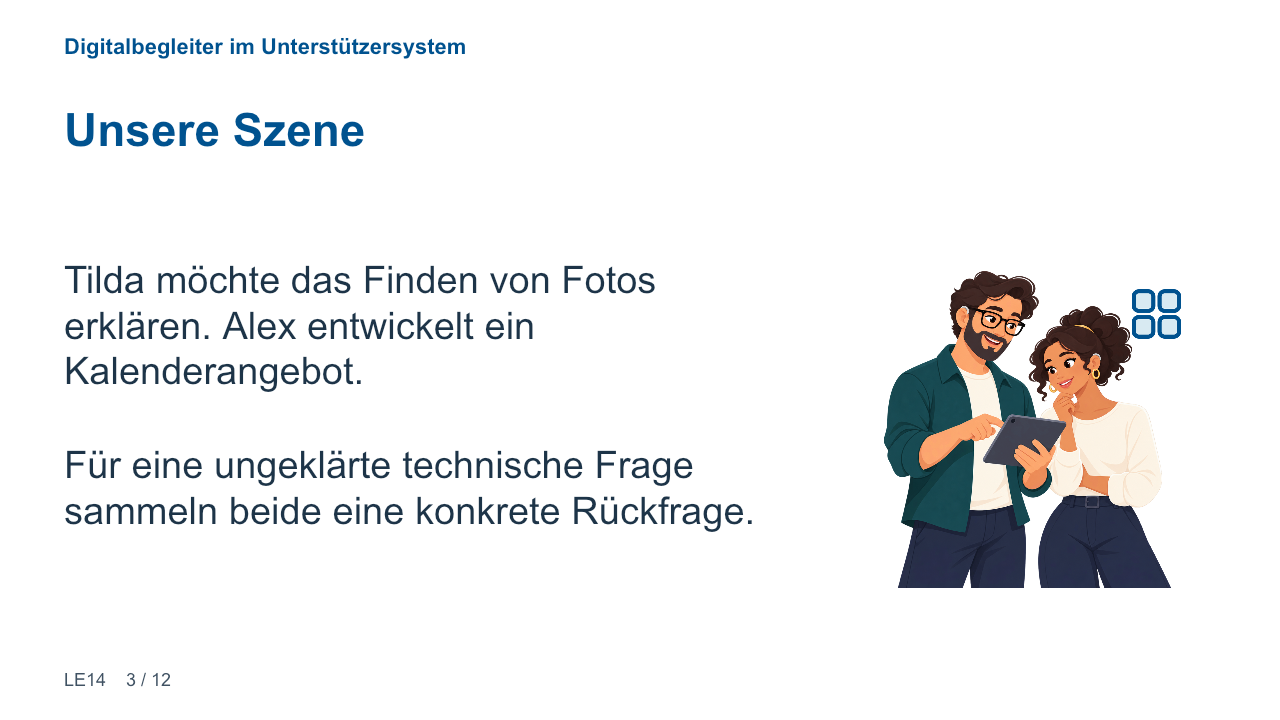 Digitalbegleiter im Unterstützersystem
Unsere Szene
Tilda möchte das Finden von Fotos
erklären. Alex entwickelt ein
Kalenderangebot.
Für eine ungeklärte technische Frage
sammeln beide eine konkrete Rückfrage.
LE14 3 / 12